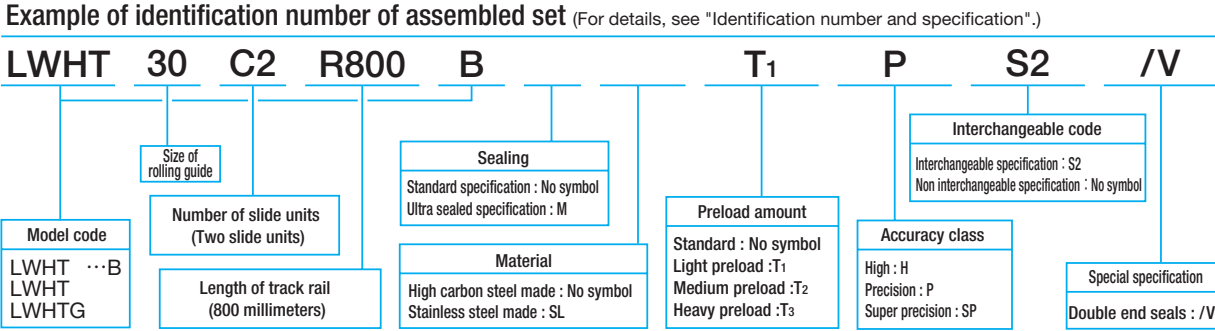 Example of identification number of assembled set (For details, see "Identification number and specification".)
LWHT 30 C2 R800 B T1 P S2 /V
Size of
rolling guide
Number of slide units
(Two slide units)
Model code
LWHT …B
LWHT
LWHTG
Length of track rail
(800 millimeters)
Sealing
Standard specification : No symbol
Ultra sealed specification : M
Material
High carbon steel made : No symbol
Stainless steel made : SL
Preload amount
Standard : No symbol
Light preload :T1
Medium preload :T2
Heavy preload :T3
Interchangeable code
Interchangeable specification : S2
Non interchangeable specification : No symbol
Accuracy class
High : H
Precision : P
Super precision : SP
Special specification
Double end seals : /V